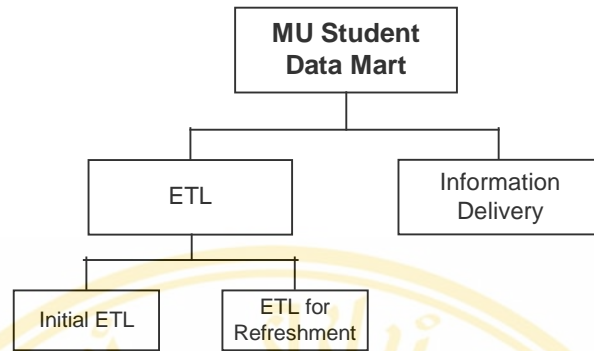 MU Student
Data Mart
ETL
Information
Delivery
Initial ETL
ETL for
Refreshment